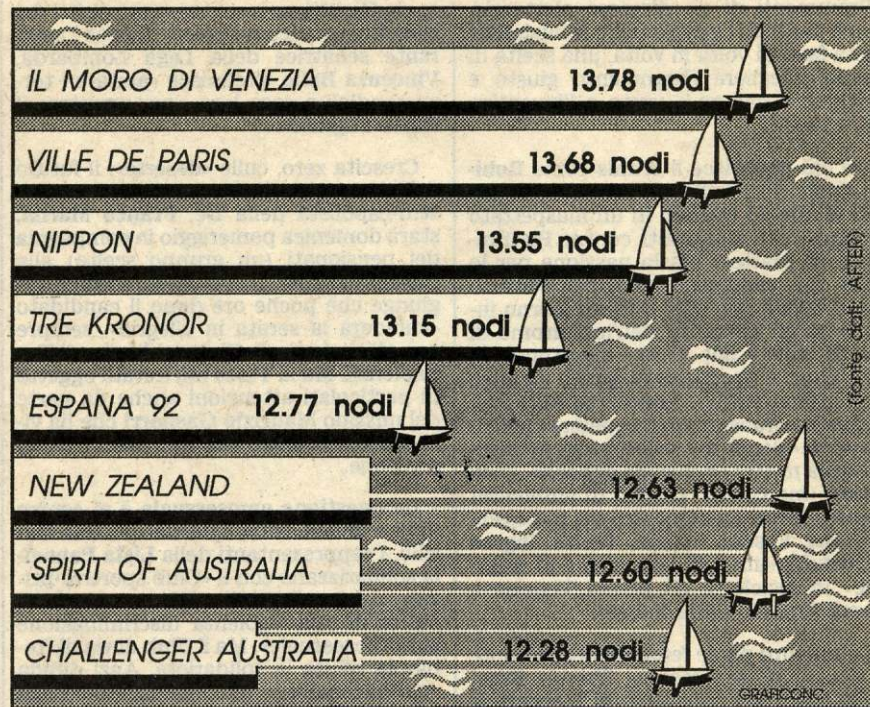 IL MORO DI VENEZIA 13.78 nodi
VILLE DE PARIS 13.68 nodi
NIPPON 13.55 nodi
TRE KRONOR 13.15 nodi
ESPANA 92 12.77 nodi
NEW ZEALAND 12.63 nodi
SPIRIT OF AUSTRALIA 12.60 nodi
CHALLENGER AUSTRALIA 12.28 nodi
(fonte dati: AFTER)
GRAFICONC